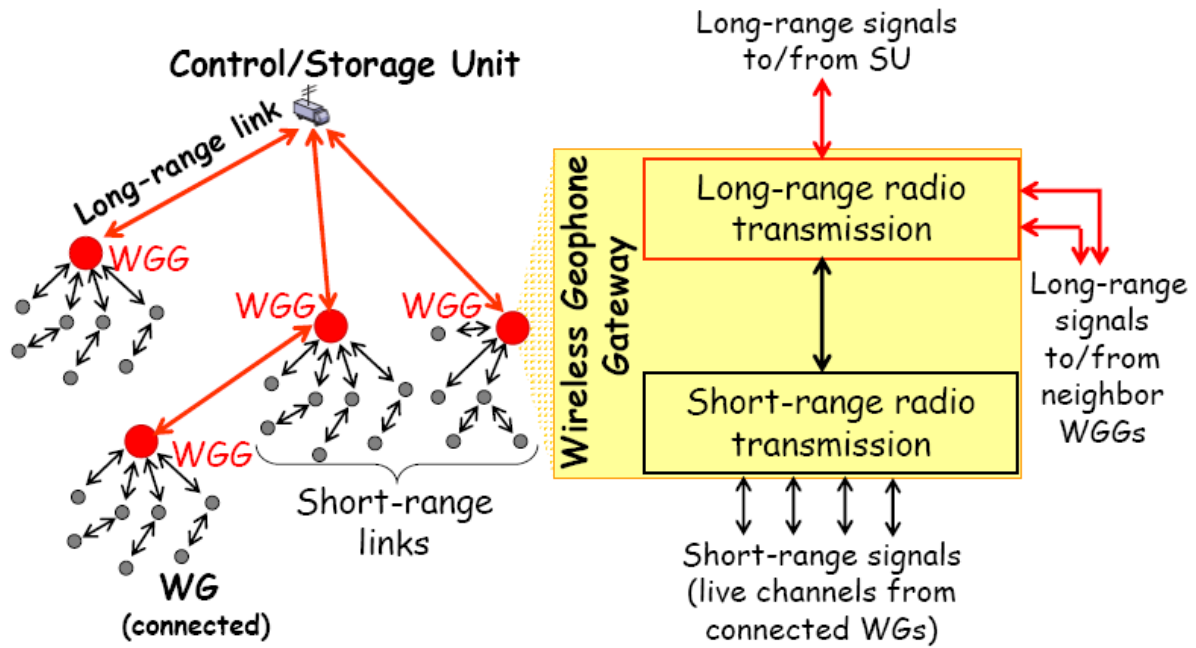 Control/Storage Unit
Long-range link
WGG
WGG
WGG
WGG
Short-range
links
WG
(connected)
Long-range signals
to/from SU
Wireless Geophone
Gateway
Long-range radio
transmission
Short-range radio
transmission
Long-range
signals
to/from
neighbor
WGGs
Short-range signals
(live channels from
connected WGs)